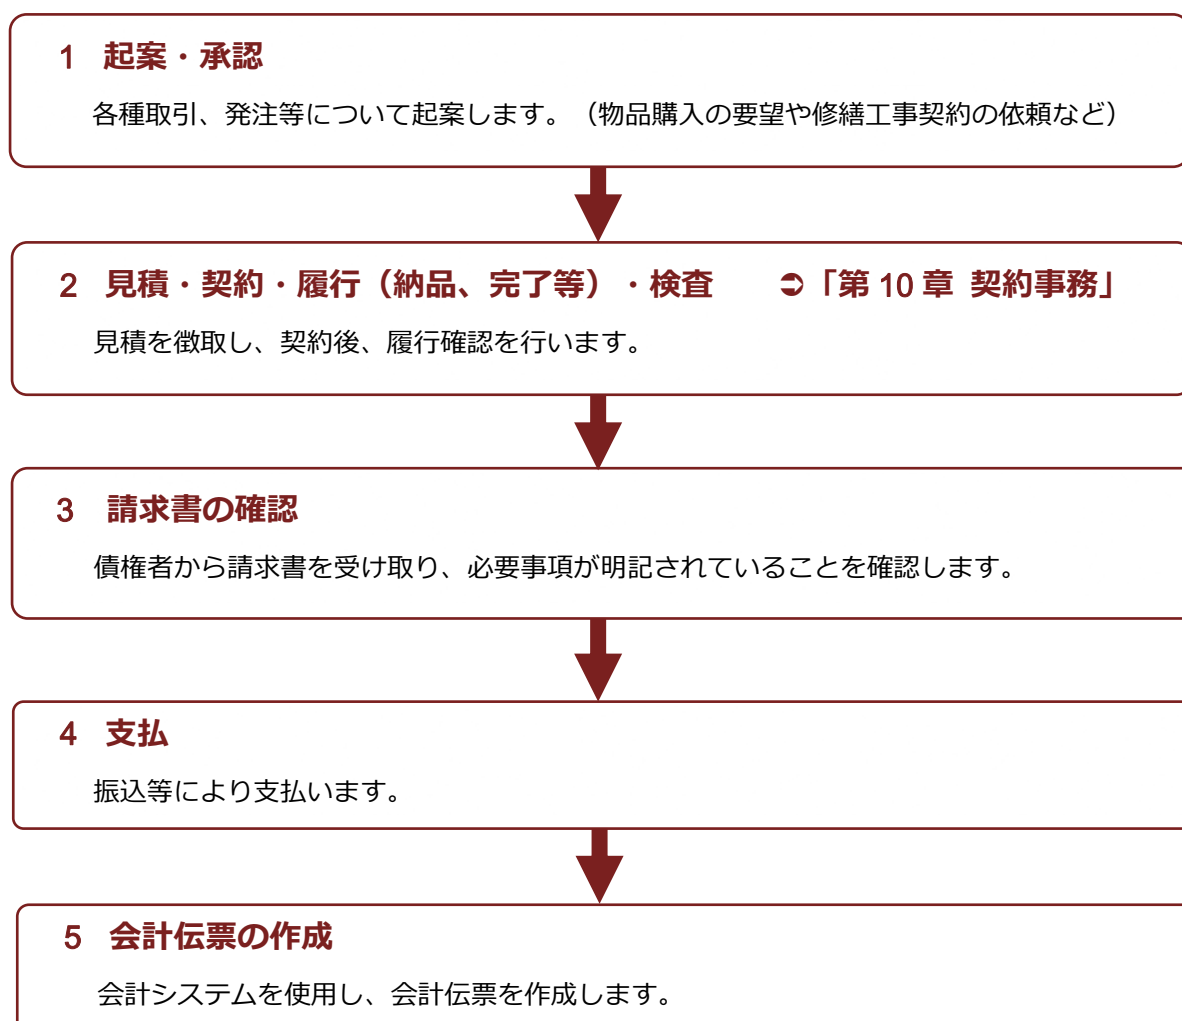 1 起案・承認
各種取引、発注等について起案します。（物品購入の要望や修繕工事契約の依頼など）
2 見積・契約・履行（納品、完了等）・検査 ➲「第 10 章 契約事務」
見積を徴取し、契約後、履行確認を行います。
3 請求書の確認
債権者から請求書を受け取り、必要事項が明記されていることを確認します。
4 支払
振込等により支払います。
5 会計伝票の作成
会計システムを使用し、会計伝票を作成します。